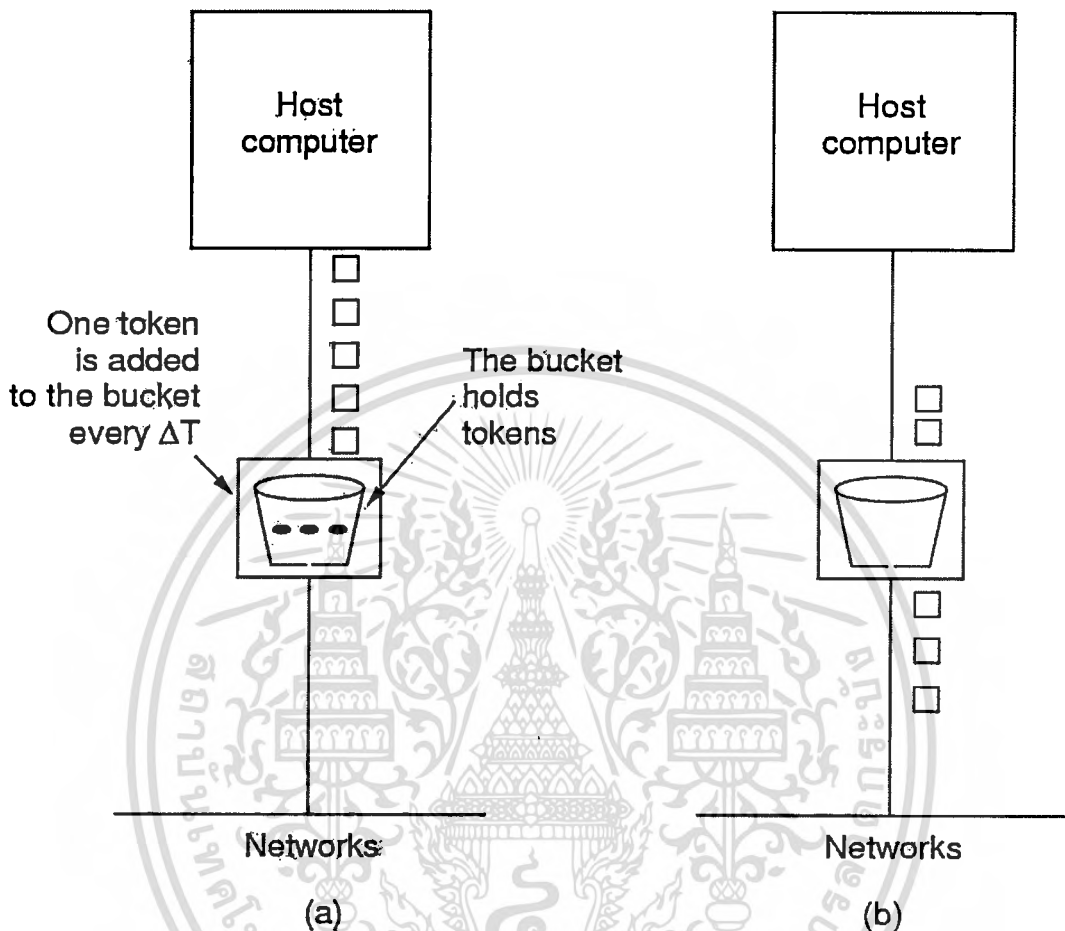 Host
computer
One token
is added
to the bucket
every ΔT
The bucket
holds
tokens
Networks
(a)
Host
computer
Networks
(b)